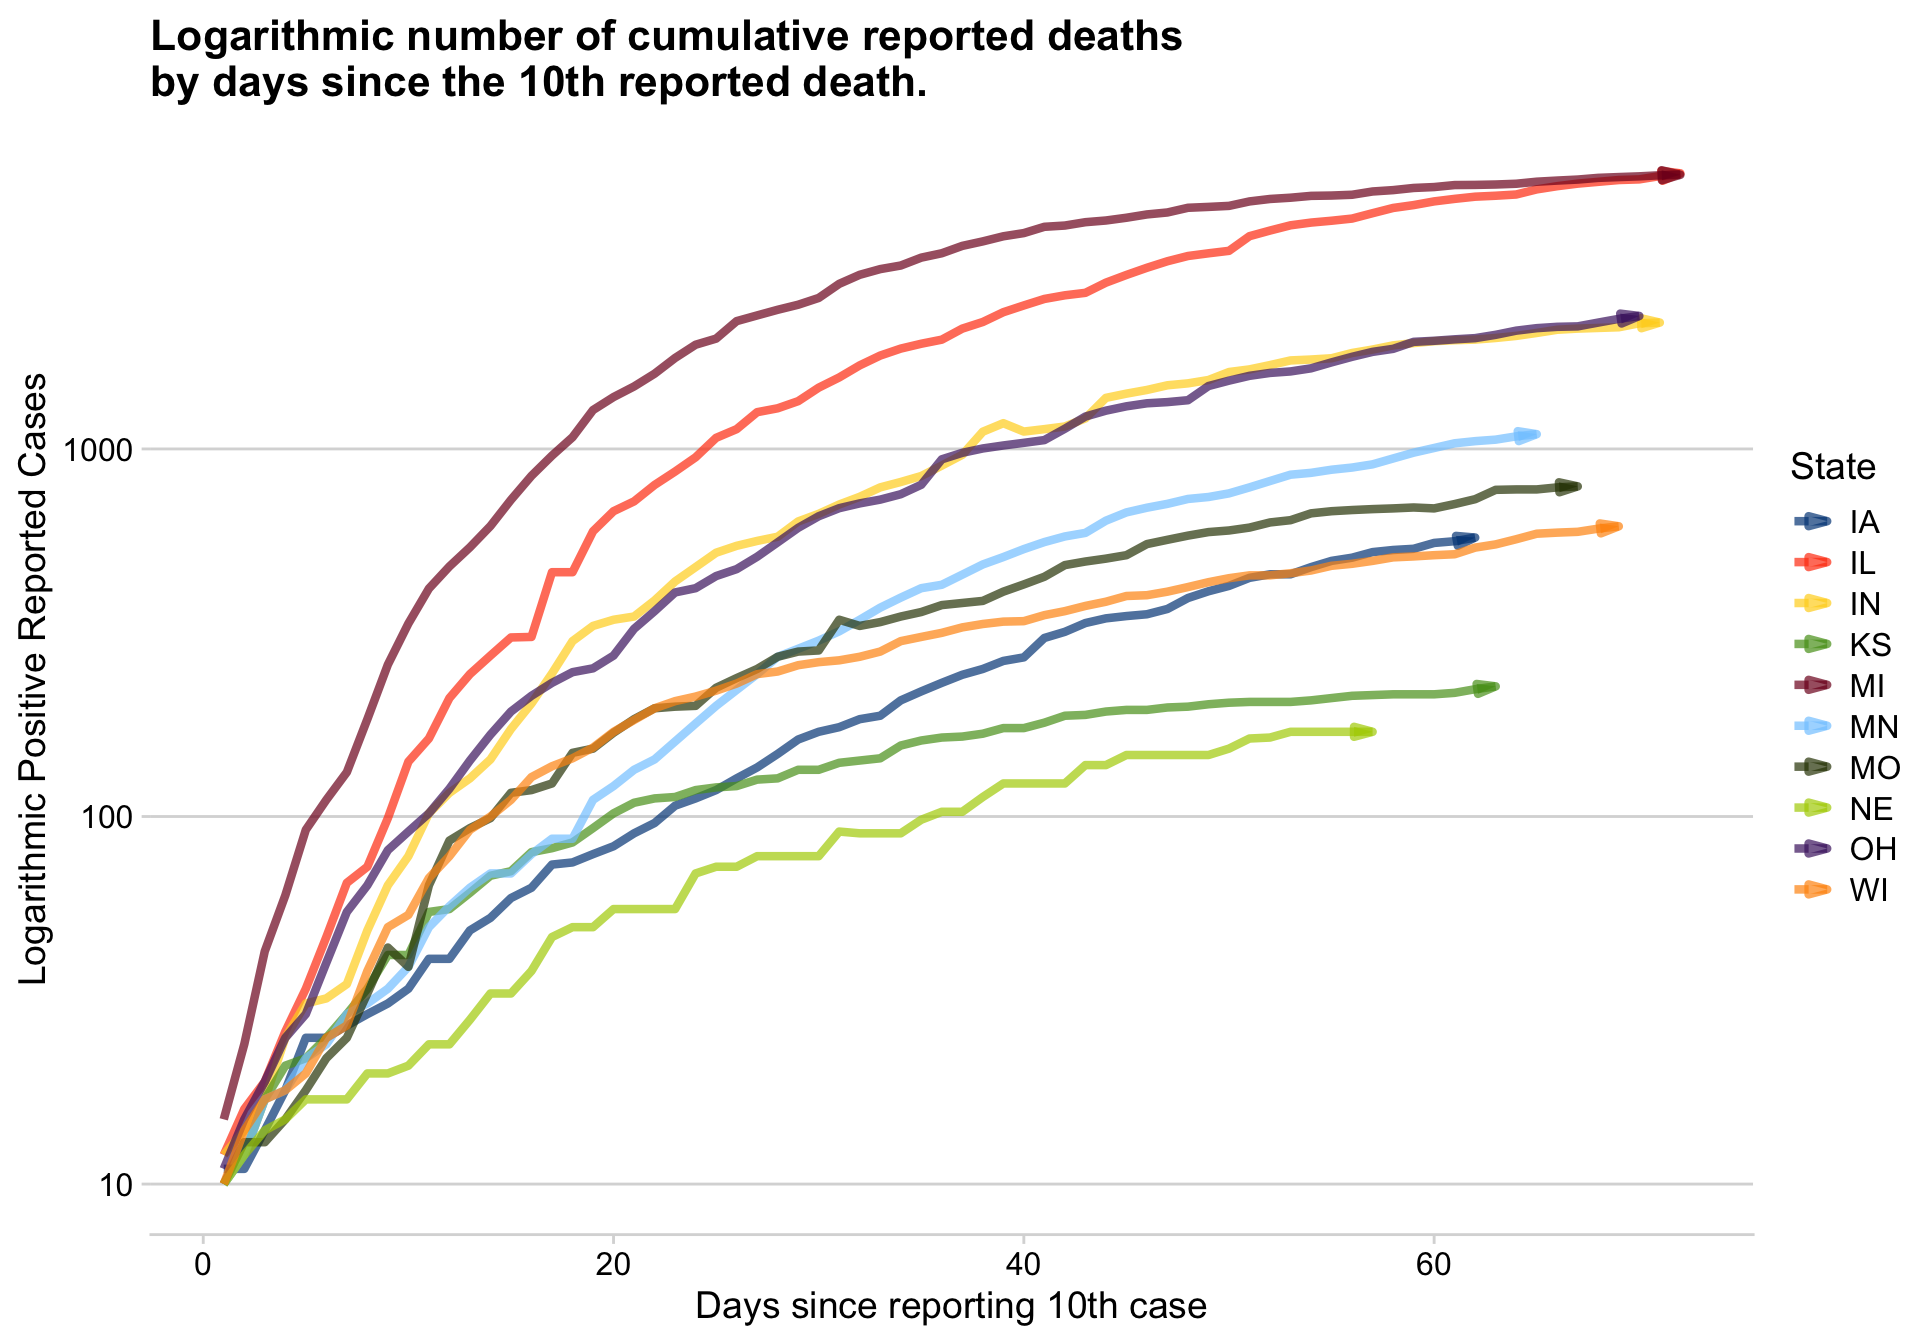 Logarithmic number of cumulative reported deaths
by days since the 10th reported death.
Logarithmic Positive Reported Cases
1000
100
10
0
20
40
60
Days since reporting 10th case
State
IA
IL
IN
KS
MI
MN
MO
NE
OH
WI